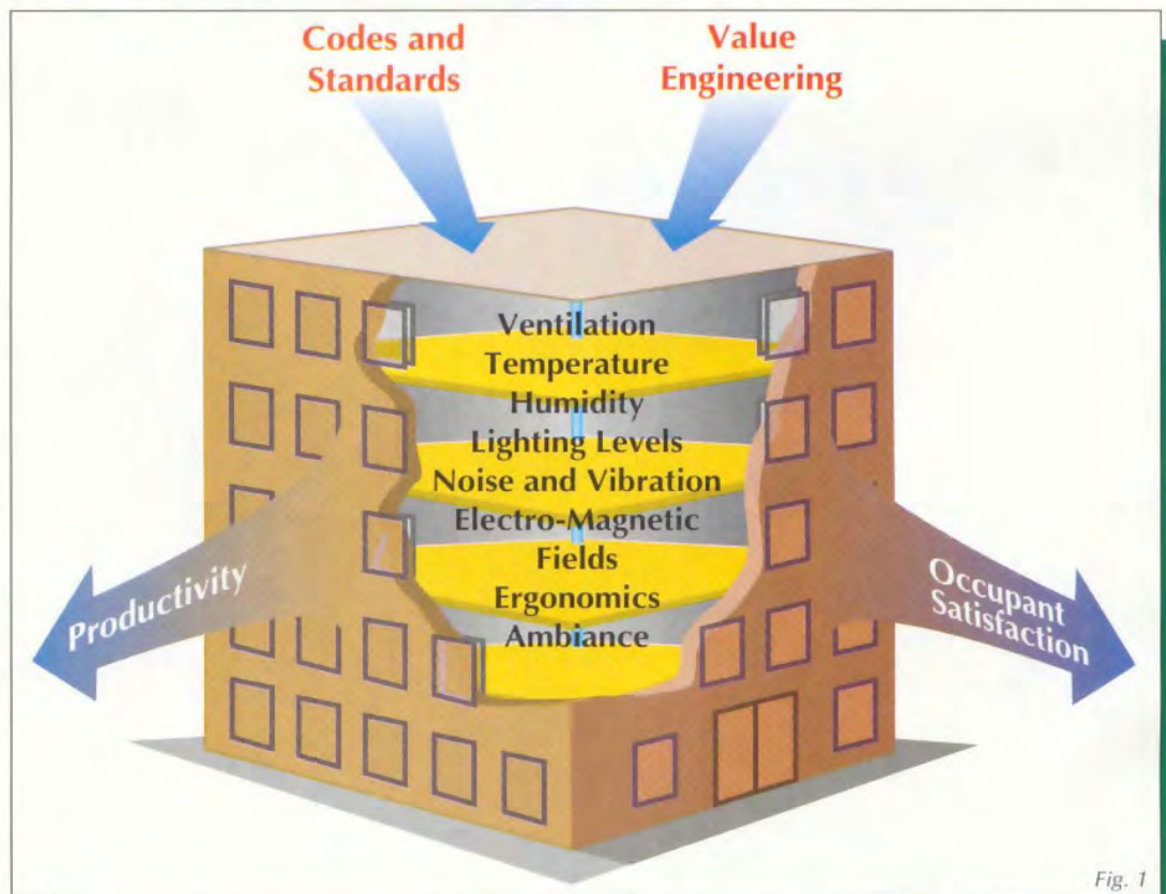 Codes and
Standards
Value
Engineering
Ventilation
Temperature
Humidity
Lighting Levels
Noise and Vibration
Electro-Magnetic
Fields
Ergonomics
Ambiance
Productivity
Occupant
Satisfaction
Fig. 1